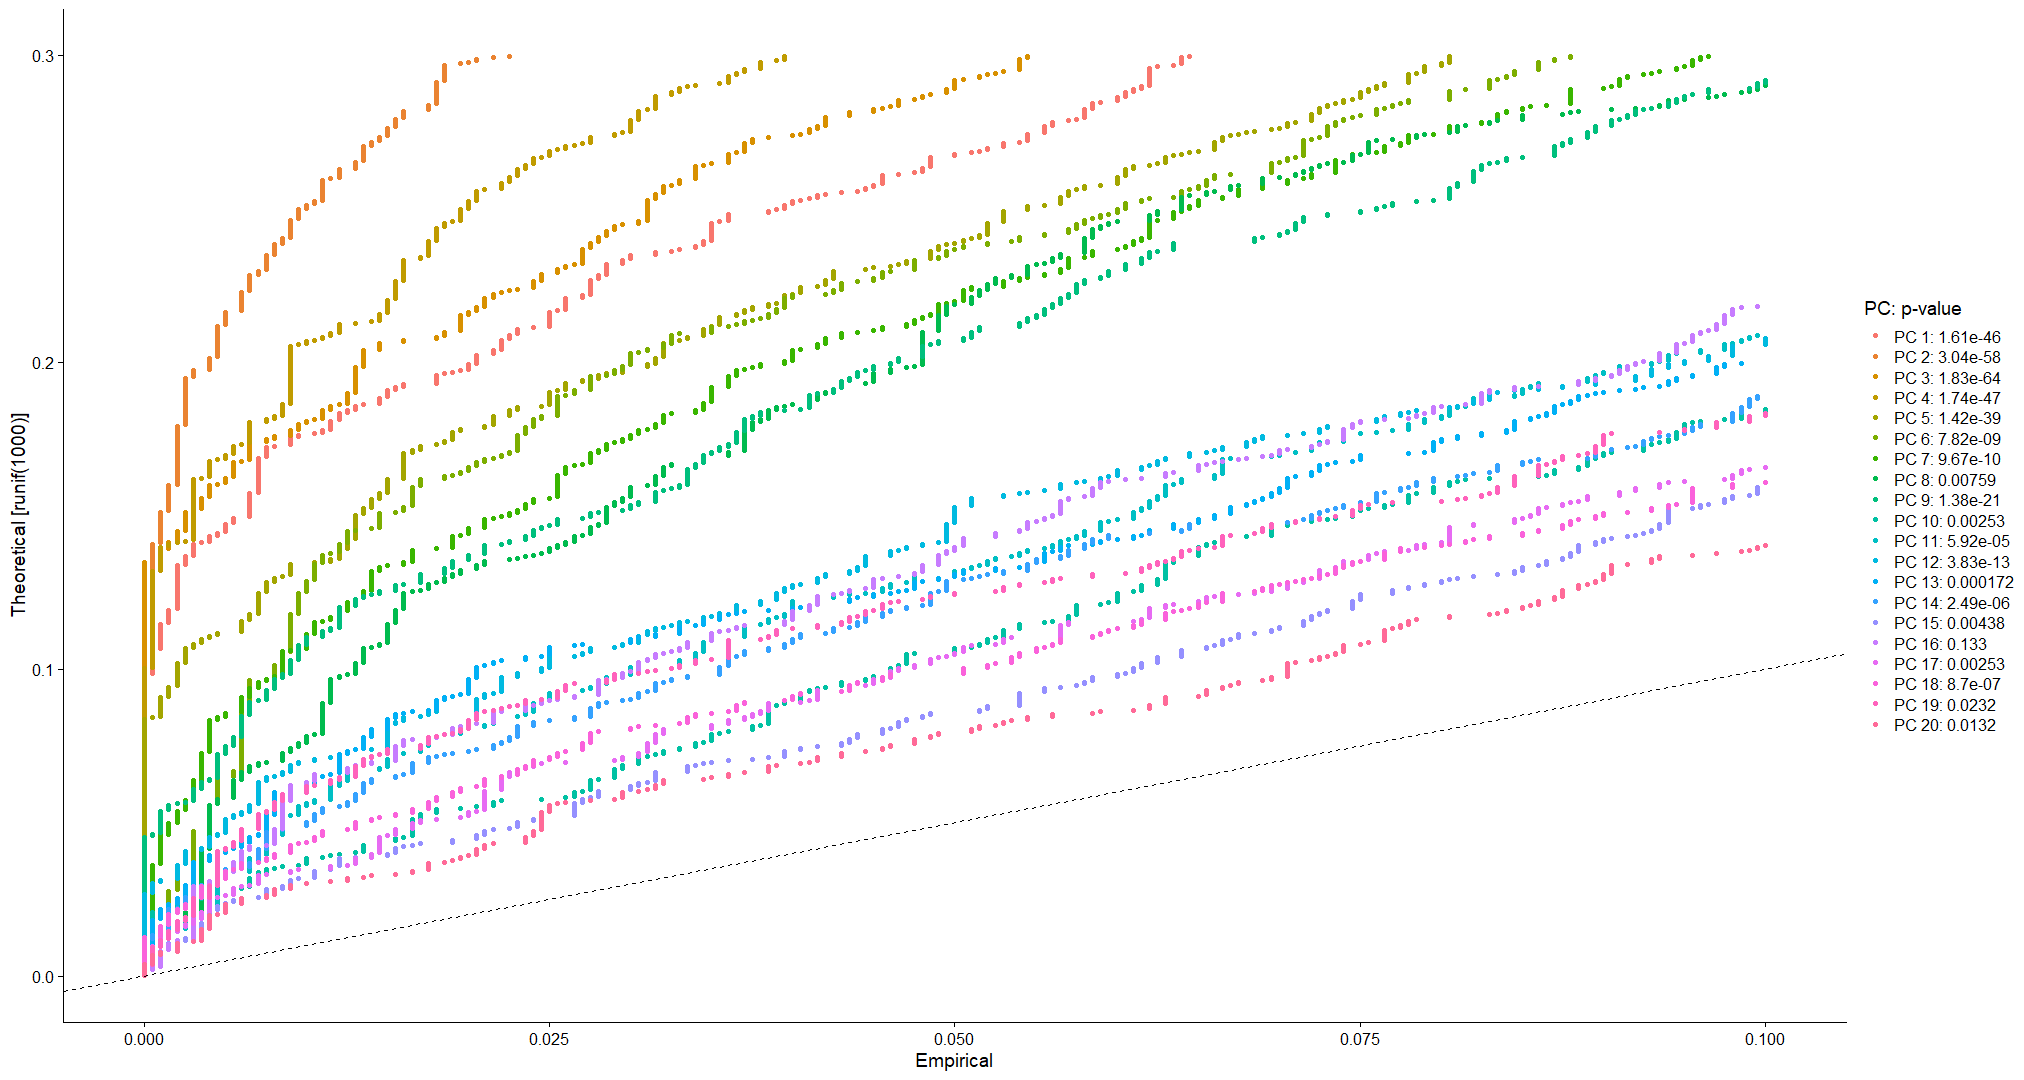 0.3
0.2
0.1
0.0
Theoretical [runif(1000)]
0.000
0.025
0.050
0.075
0.100
Empirical
PC: p-value
PC 1: 1.61e-46
PC 2: 3.04e-58
PC 3: 1.83e-64
PC 4: 1.74e-47
PC 5: 1.42e-39
PC 6: 7.82e-09
PC 7: 9.67e-10
PC 8: 0.00759
PC 9: 1.38e-21
PC 10: 0.00253
PC 11: 5.92e-05
PC 12: 3.83e-13
PC 13: 0.000172
PC 14: 2.49e-06
PC 15: 0.00438
PC 16: 0.133
PC 17: 0.00253
PC 18: 8.7e-07
PC 19: 0.0232
PC 20: 0.0132